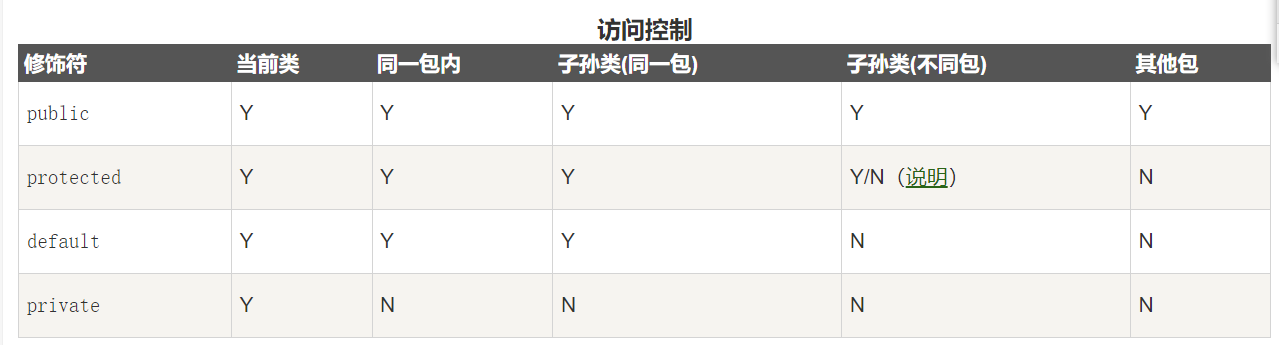 访问控制
修饰符 当前类 同一包内 子孙类(同一包) 子孙类(不同包) 其他包
public Y Y Y Y Y
protected Y Y Y Y/N（说明） N
default Y Y Y N N
private Y N N N N